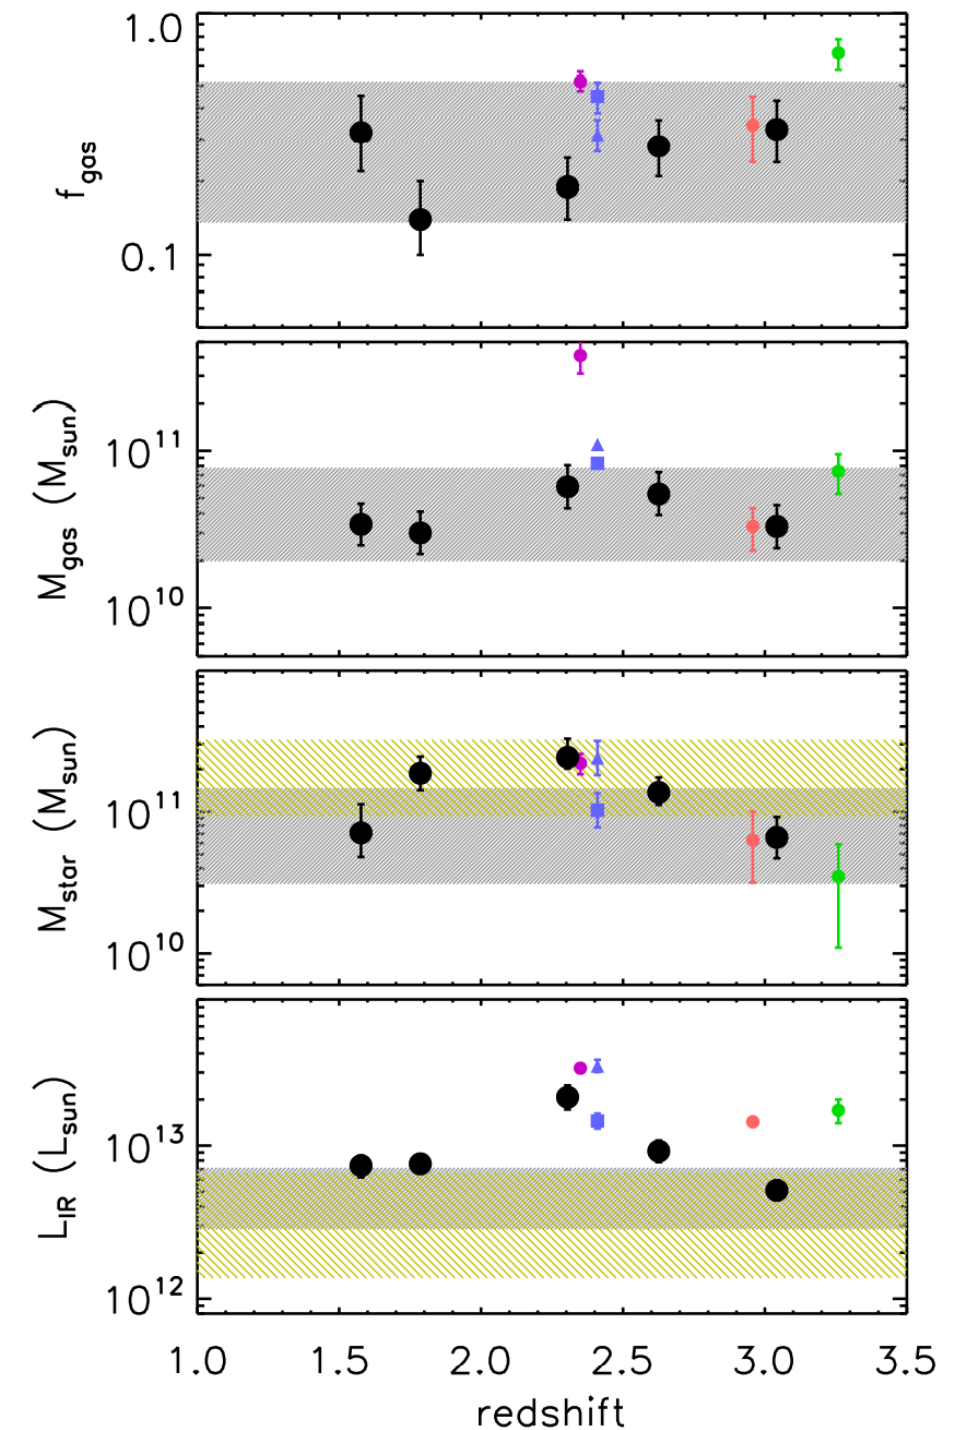 1.0
f_gas
0.1
10^11
M_gas (M_sun)
10^10
10^11
M_star (M_sun)
10^10
10^13
L_IR (L_sun)
10^12
1.0 1.5 2.0 2.5 3.0 3.5
redshift